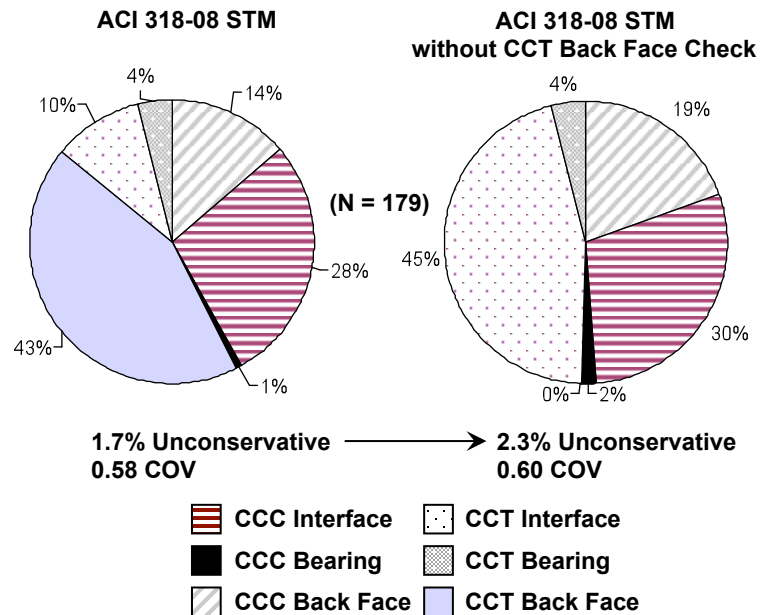 ACI 318-08 STM
4%
14%
10%
28%
43%
1%
(N = 179)
ACI 318-08 STM
without CCT Back Face Check
4%
19%
45%
30%
0%
2%
1.7% Unconservative
0.58 COV
2.3% Unconservative
0.60 COV
CCC Interface
CCT Interface
CCC Bearing
CCT Bearing
CCC Back Face
CCT Back Face